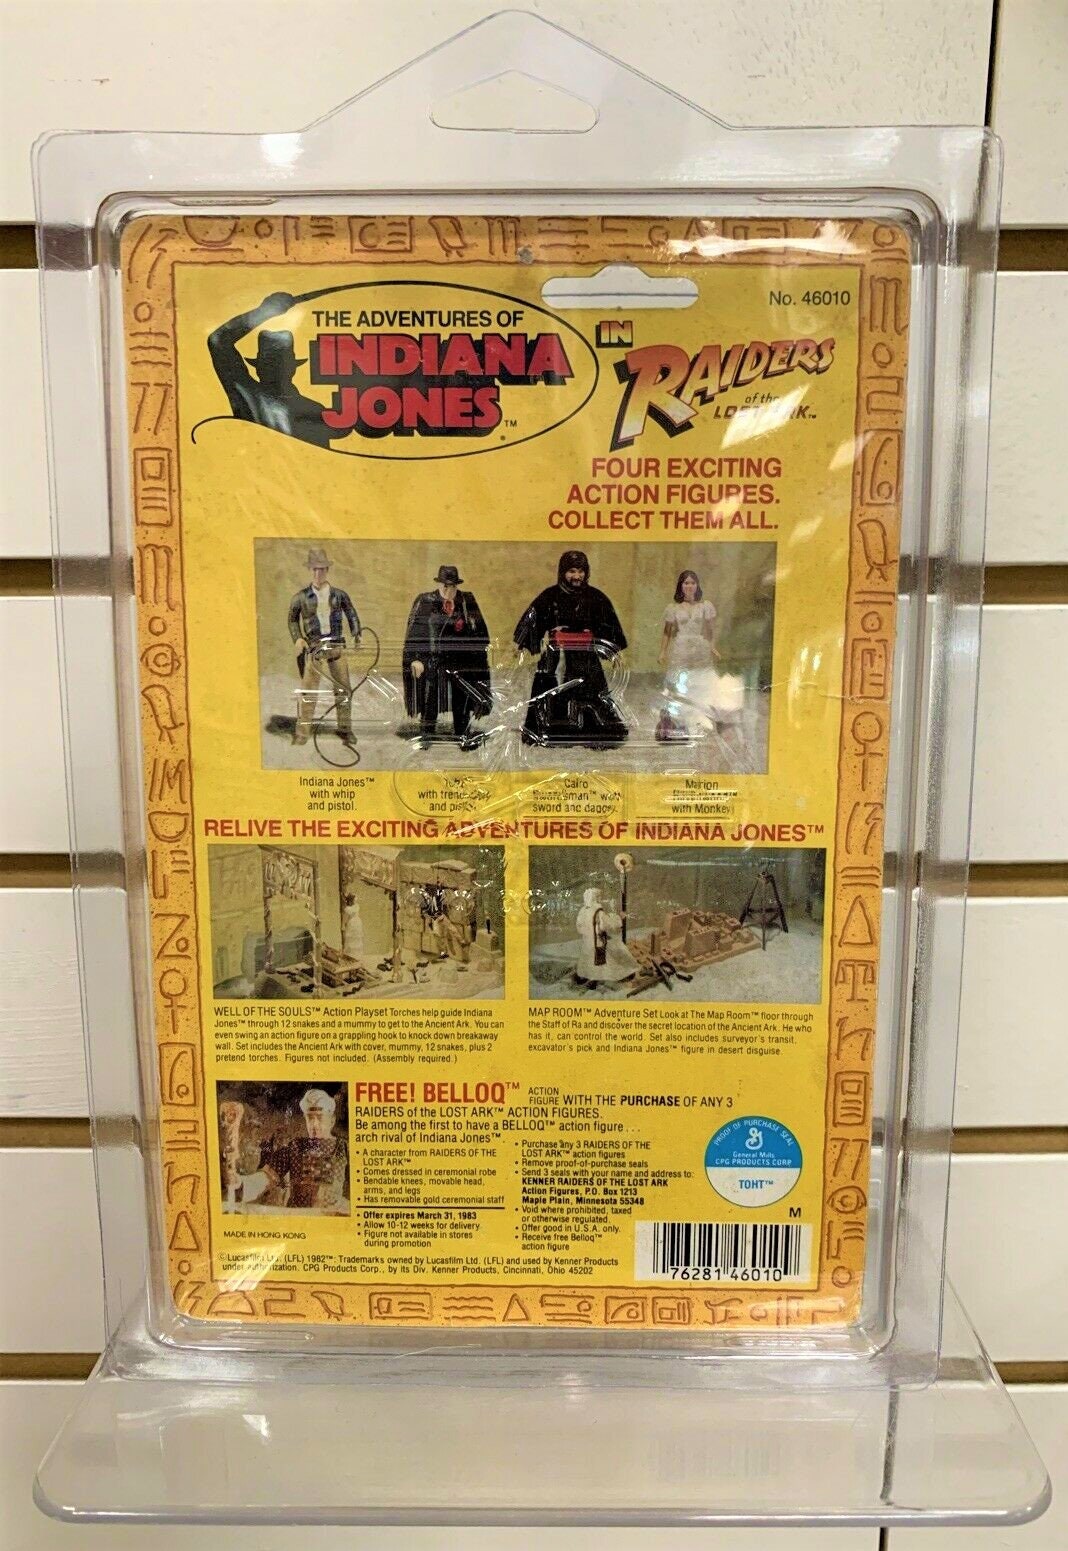 No. 46010
THE ADVENTURES OF
INDIANA
JONES™
IN
RAIDERS
of the
LOST ARK™
FOUR EXCITING
ACTION FIGURES.
COLLECT THEM ALL.
Indiana Jones™
with whip
and pistol.
Toht™
with trenchcoat
and pistol.
Cairo
Swordsman™ with
sword and dagger.
Marion
Ravenwood™
with Monkey
RELIVE THE EXCITING ADVENTURES OF INDIANA JONES™
WELL OF THE SOULS™ Action Playset Torches help guide Indiana
Jones™ through 12 snakes and a mummy to get to the Ancient Ark. You can
even swing an action figure on a grappling hook to knock down breakaway
wall. Set includes the Ancient Ark with cover, mummy, 12 snakes, plus 2
pretend torches. Figures not included. (Assembly required.)
MAP ROOM™ Adventure Set Look at The Map Room™ floor through
the Staff of Ra and discover the secret location of the Ancient Ark. He who
has it, can control the world. Set also includes surveyor's transit,
excavator's pick and Indiana Jones™ figure in desert disguise.
FREE! BELLOQ™ ACTION FIGURE WITH THE PURCHASE OF ANY 3
RAIDERS of the LOST ARK™ ACTION FIGURES.
Be among the first to have a BELLOQ™ action figure . . .
arch rival of Indiana Jones™
• A character from RAIDERS OF THE
LOST ARK™
• Comes dressed in ceremonial robe
• Bendable knees, movable head,
arms, and legs
• Has removable gold ceremonial staff
• Offer expires March 31, 1983
• Allow 10-12 weeks for delivery
• Figure not available in stores
during promotion
• Purchase any 3 RAIDERS OF THE
LOST ARK™ action figures
• Remove proof-of-purchase seals
• Send 3 seals with your name and address to:
KENNER RAIDERS OF THE LOST ARK
Action Figures, P.O. Box 1213
Maple Plain, Minnesota 55348
• Void where prohibited, taxed
or otherwise regulated.
• Offer good in U.S.A. only.
• Receive free Belloq™
action figure
PROOF OF PURCHASE SEAL
General Mills
CPG PRODUCTS CORP.
TOHT™
M
MADE IN HONG KONG
© Lucasfilm Ltd. (LFL) 1982™: Trademarks owned by Lucasfilm Ltd. (LFL) and used by Kenner Products
under authorization. CPG Products Corp., by its Div. Kenner Products, Cincinnati, Ohio 45202
76281 46010